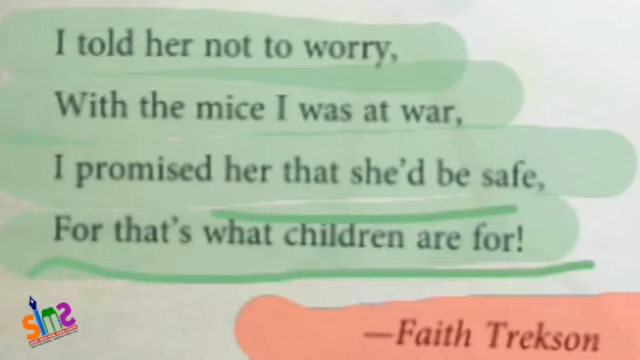 I told her not to worry,
With the mice I was at war,
I promised her that she'd be safe,
For that's what children are for!
—Faith Trekson